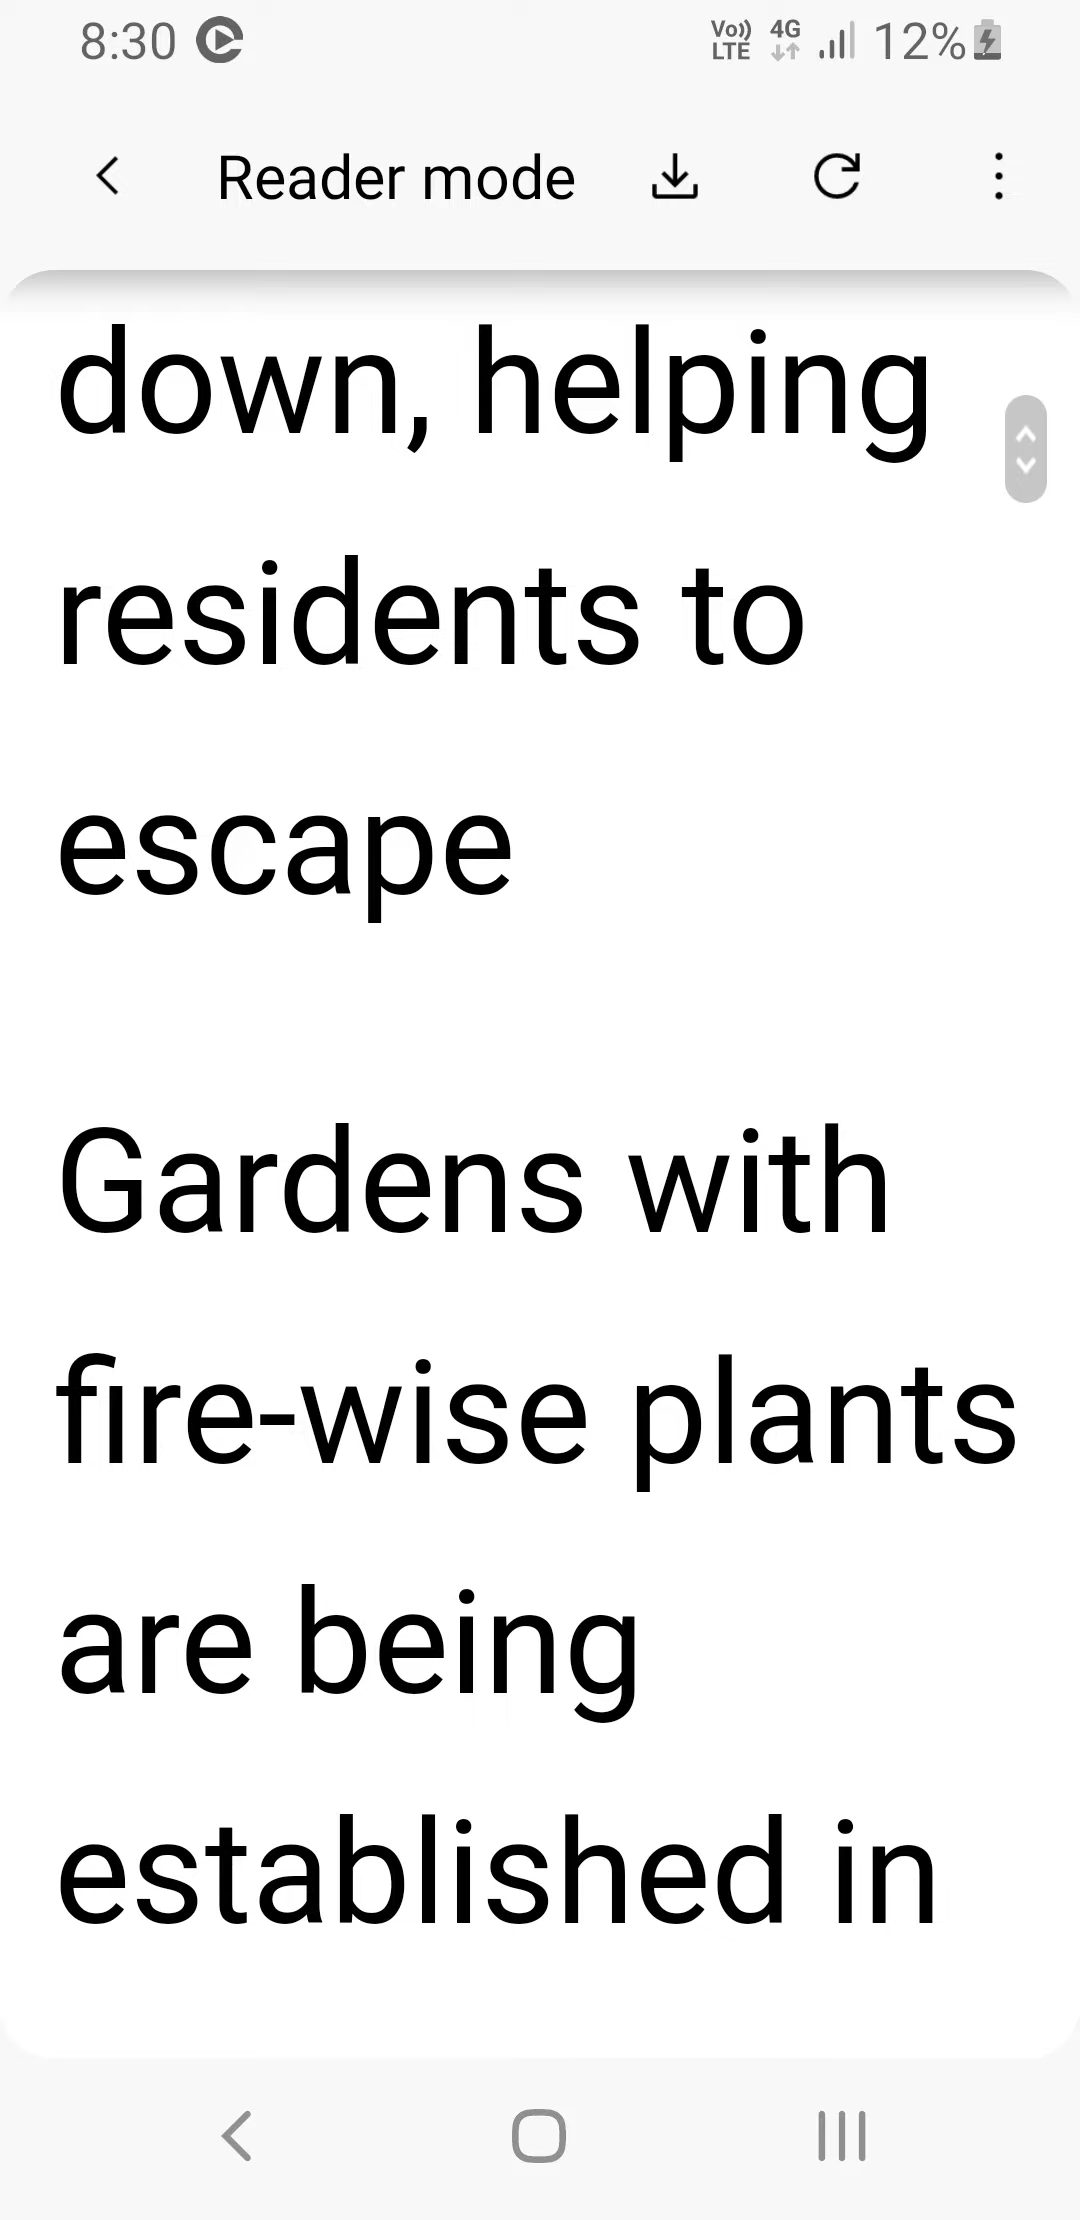 8:30 Vo)) LTE 4G 12%
Reader mode
down, helping
residents to
escape
Gardens with
fire-wise plants
are being
established in